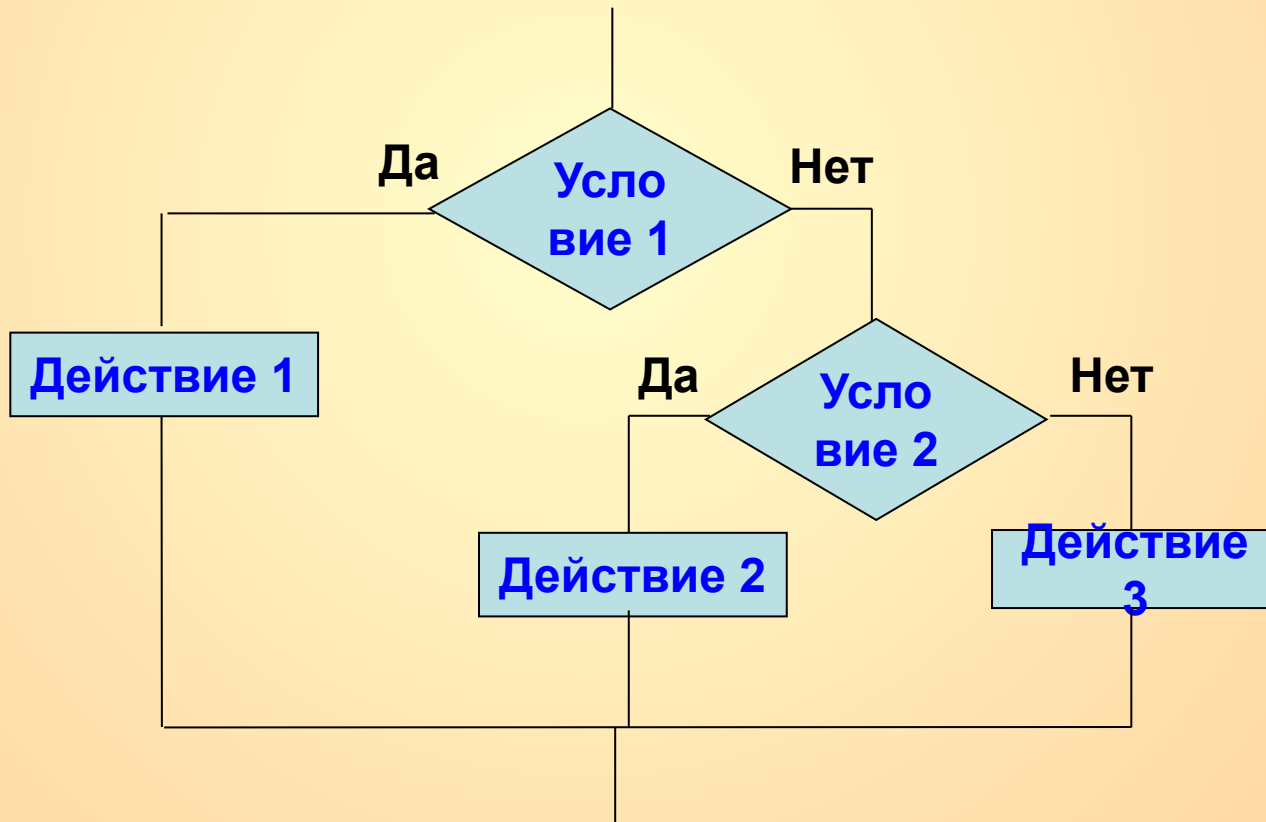 Да
Усло
вие 1
Нет
Действие 1
Да
Усло
вие 2
Нет
Действие 2
Действие
3